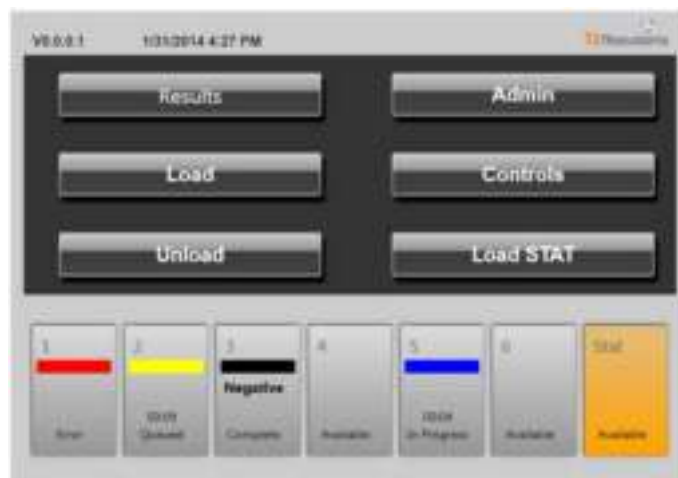 V0.0.0.1 1/31/2014 4:27 PM
Results Admin
Load Controls
Unload Load STAT
1 2 3 4 5 6 Stat
Negative
Error Queued Complete Available In Progress Available Available